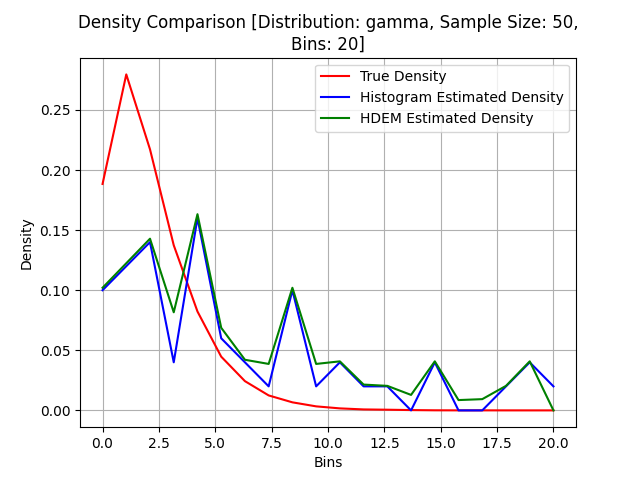 Density Comparison [Distribution: gamma, Sample Size: 50,
Bins: 20]
True Density
Histogram Estimated Density
HDEM Estimated Density
Density
0.25
0.20
0.15
0.10
0.05
0.00
0.0 2.5 5.0 7.5 10.0 12.5 15.0 17.5 20.0
Bins